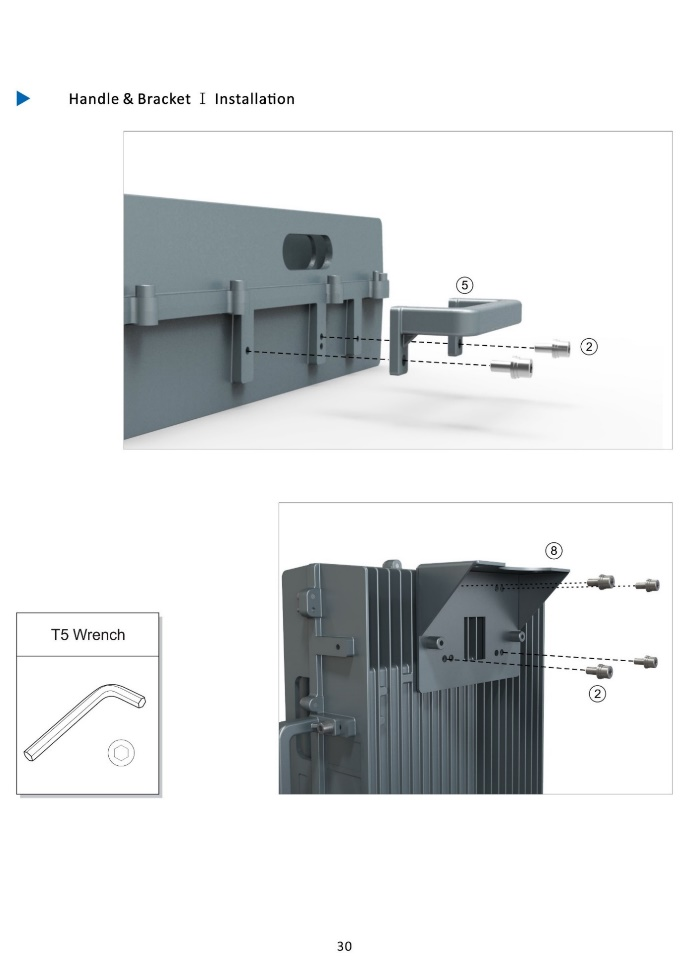 Handle & Bracket Ⅰ Installation
⑤
②
⑧
T5 Wrench
②
30